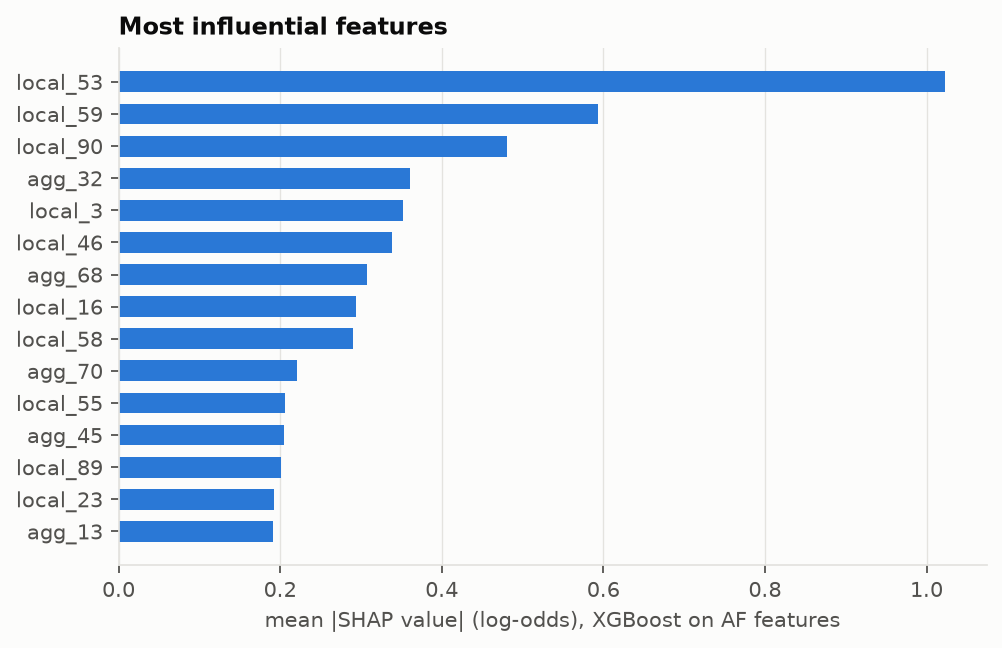 Most influential features
local_53
local_59
local_90
agg_32
local_3
local_46
agg_68
local_16
local_58
agg_70
local_55
agg_45
local_89
local_23
agg_13
0.0 0.2 0.4 0.6 0.8 1.0
mean |SHAP value| (log-odds), XGBoost on AF features